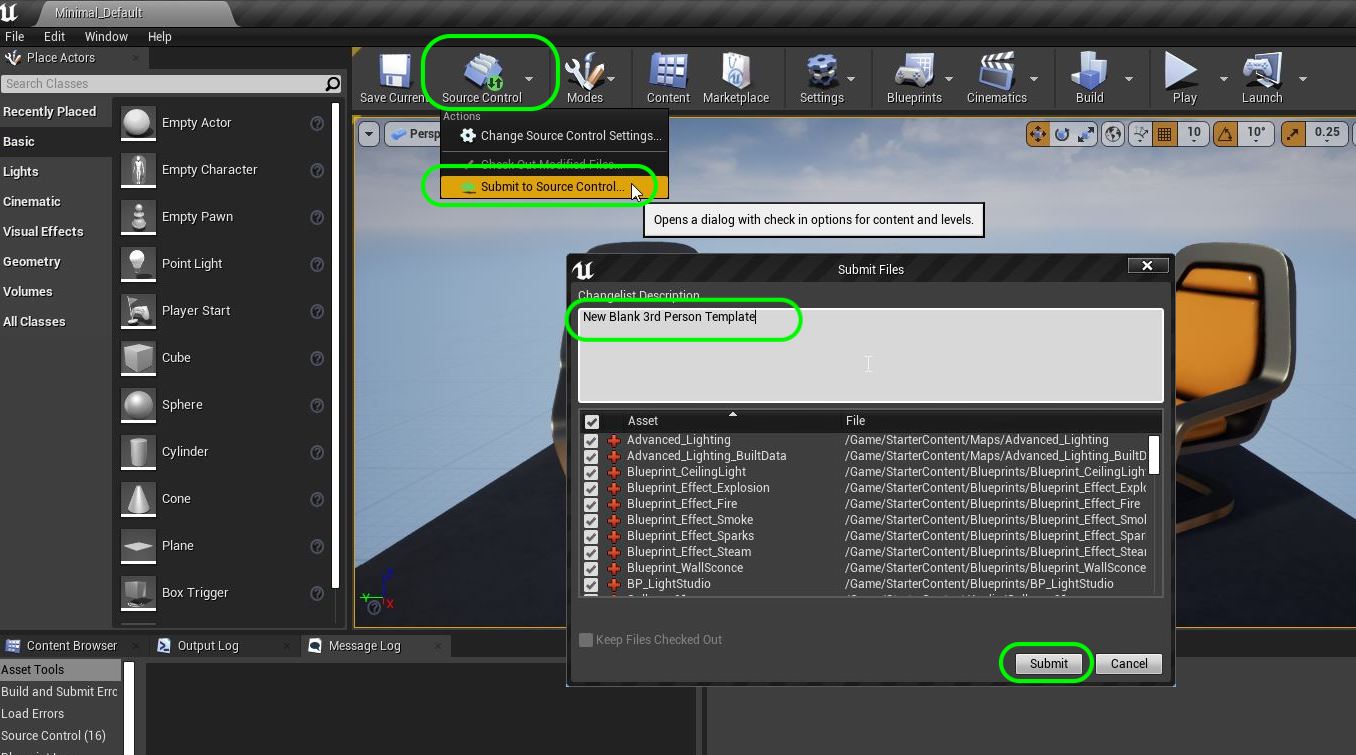 Minimal_Default
File Edit Window Help
Place Actors
Search Classes
Recently Placed
Basic
Lights
Cinematic
Visual Effects
Geometry
Volumes
All Classes
Empty Actor
Empty Character
Empty Pawn
Point Light
Player Start
Cube
Sphere
Cylinder
Cone
Plane
Box Trigger
Save Curren
Source Control
Modes
Content
Marketplace
Settings
Blueprints
Cinematics
Build
Play
Launch
Persp
10
10°
0.25
Actions
Change Source Control Settings...
Check Out Modified Files
Submit to Source Control...
Opens a dialog with check in options for content and levels.
Submit Files
Changelist Description
New Blank 3rd Person Template
Asset File
Advanced_Lighting /Game/StarterContent/Maps/Advanced_Lighting
Advanced_Lighting_BuiltData /Game/StarterContent/Maps/Advanced_Lighting_BuiltD
Blueprint_CeilingLight /Game/StarterContent/Blueprints/Blueprint_CeilingLigh
Blueprint_Effect_Explosion /Game/StarterContent/Blueprints/Blueprint_Effect_Explo
Blueprint_Effect_Fire /Game/StarterContent/Blueprints/Blueprint_Effect_Fire
Blueprint_Effect_Smoke /Game/StarterContent/Blueprints/Blueprint_Effect_Smol
Blueprint_Effect_Sparks /Game/StarterContent/Blueprints/Blueprint_Effect_Spar
Blueprint_Effect_Steam /Game/StarterContent/Blueprints/Blueprint_Effect_Stear
Blueprint_WallSconce /Game/StarterContent/Blueprints/Blueprint_WallSconce
BP_LightStudio /Game/StarterContent/Blueprints/BP_LightStudio
Keep Files Checked Out
Submit Cancel
Z
Y
X
Content Browser
Output Log
Message Log
Asset Tools
Build and Submit Errc
Load Errors
Source Control (16)